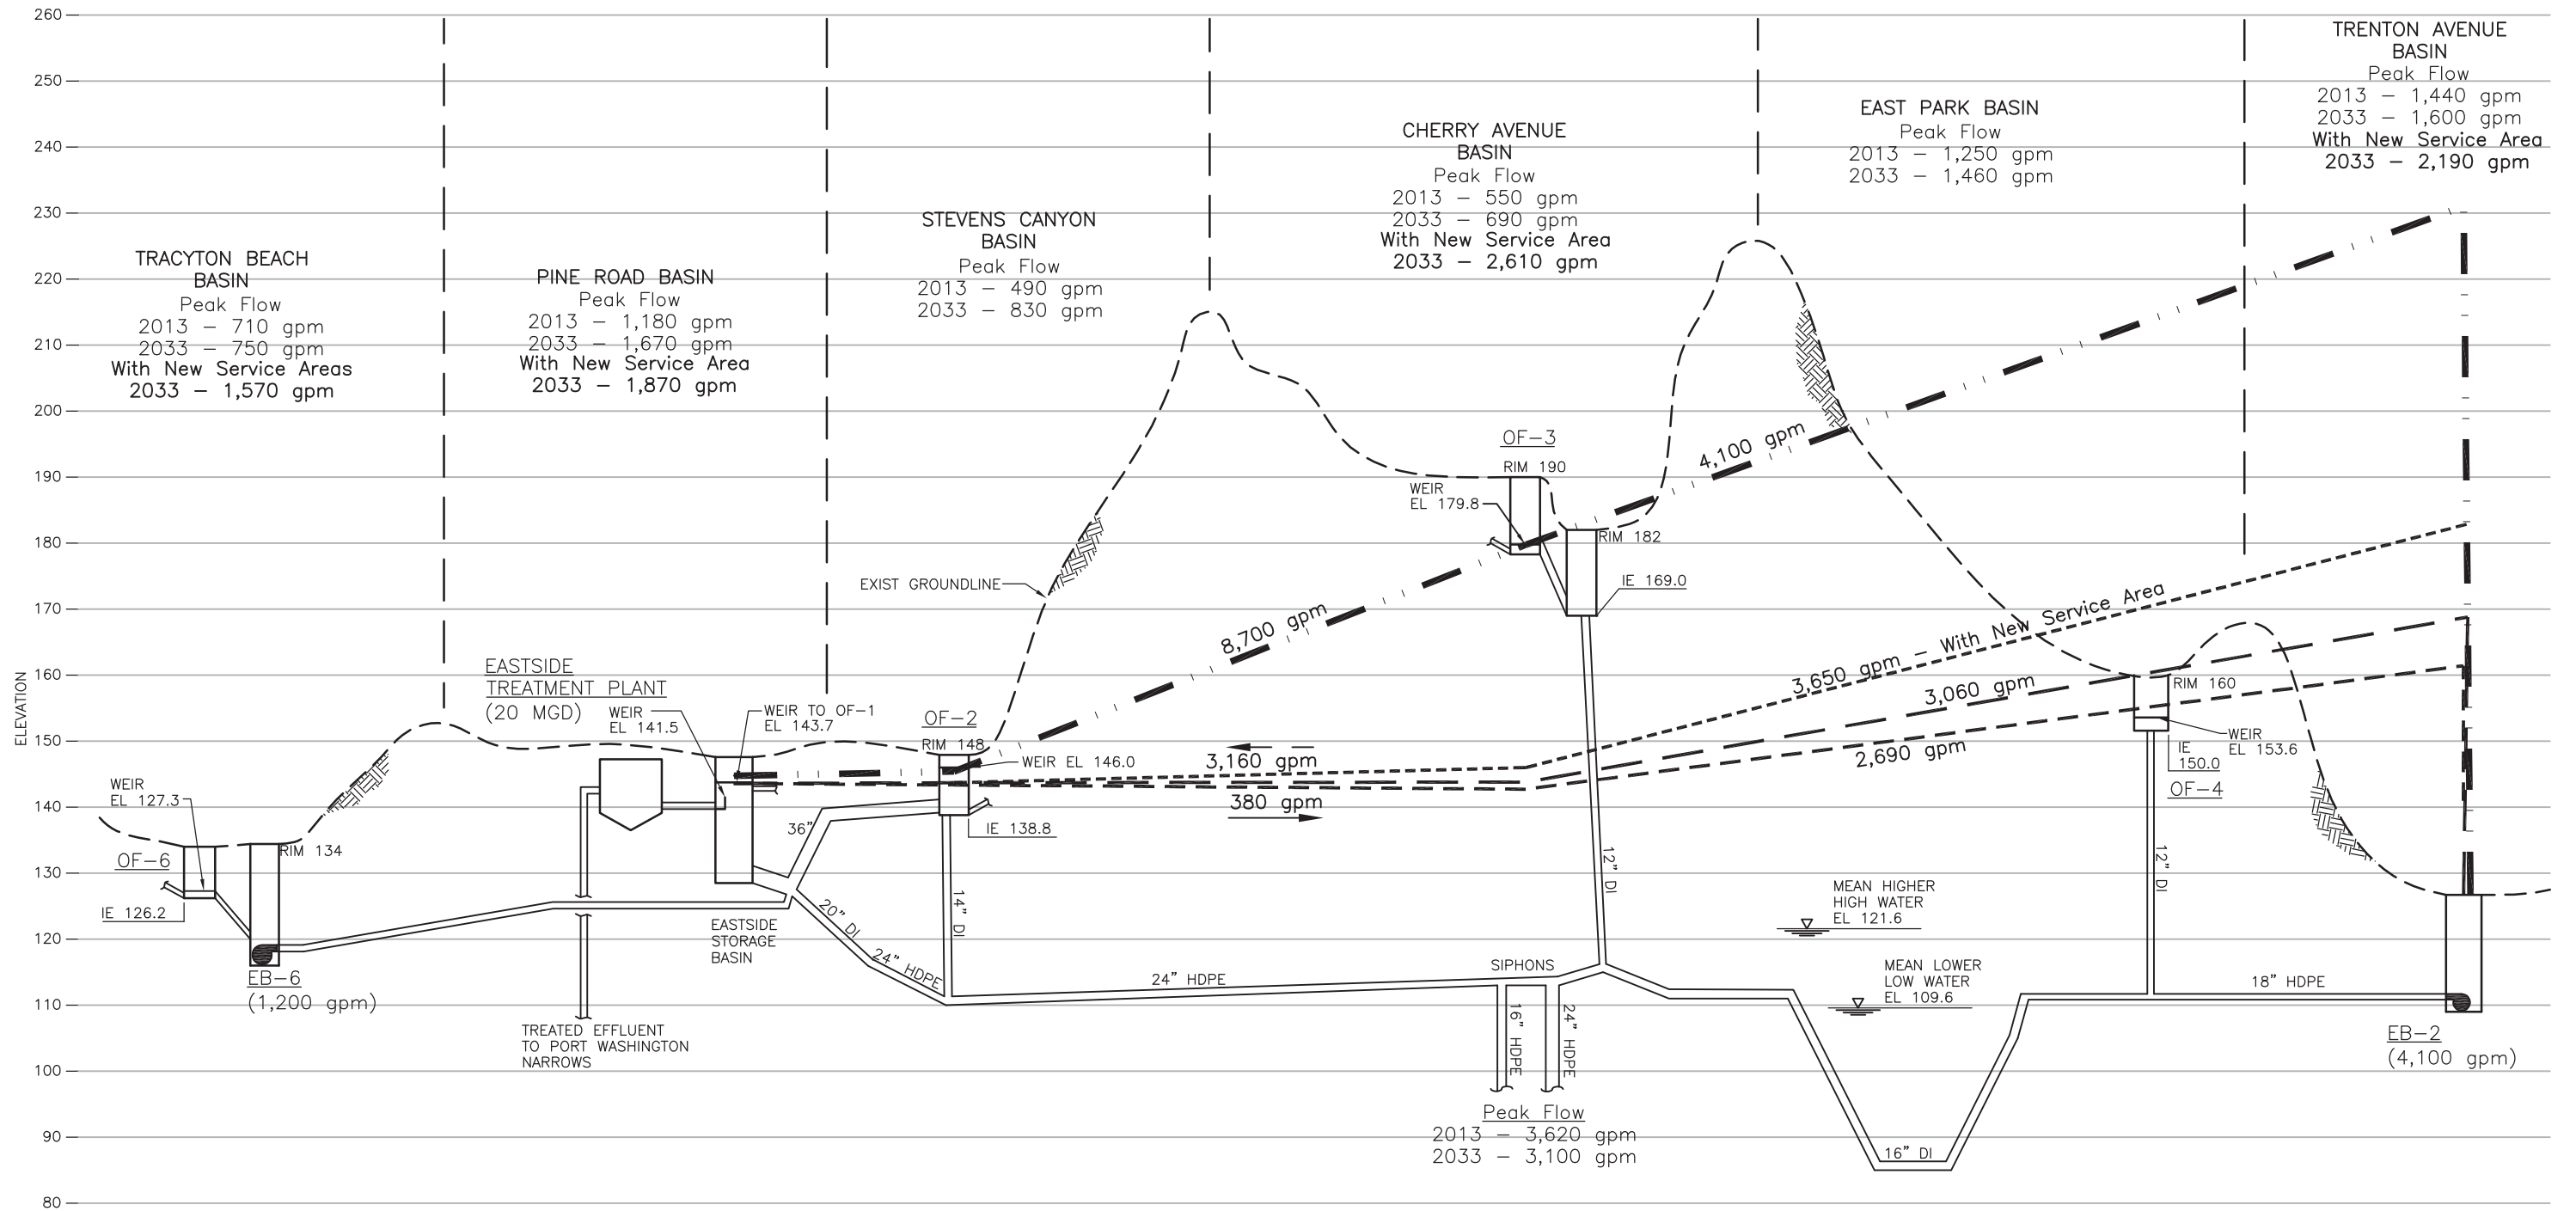 260
250
240
230
220
210
200
190
180
170
160
150
140
130
120
110
100
90
80
ELEVATION
TRACYTON BEACH
BASIN
Peak Flow
2013 – 710 gpm
2033 – 750 gpm
With New Service Areas
2033 – 1,570 gpm
PINE ROAD BASIN
Peak Flow
2013 – 1,180 gpm
2033 – 1,670 gpm
With New Service Area
2033 – 1,870 gpm
STEVENS CANYON
BASIN
Peak Flow
2013 – 490 gpm
2033 – 830 gpm
CHERRY AVENUE
BASIN
Peak Flow
2013 – 550 gpm
2033 – 690 gpm
With New Service Area
2033 – 2,610 gpm
EAST PARK BASIN
Peak Flow
2013 – 1,250 gpm
2033 – 1,460 gpm
TRENTON AVENUE
BASIN
Peak Flow
2013 – 1,440 gpm
2033 – 1,600 gpm
With New Service Area
2033 – 2,190 gpm
WEIR
EL 127.3
OF-6
IE 126.2
RIM 134
EB-6
(1,200 gpm)
EASTSIDE
TREATMENT PLANT
(20 MGD)
WEIR
EL 141.5
WEIR TO OF-1
EL 143.7
36"
20" DI
24" HDPE
EASTSIDE
STORAGE
BASIN
TREATED EFFLUENT
TO PORT WASHINGTON
NARROWS
OF-2
RIM 148
WEIR EL 146.0
IE 138.8
14" DI
EXIST GROUNDLINE
8,700 gpm
3,160 gpm
380 gpm
24" HDPE
OF-3
RIM 190
WEIR
EL 179.8
RIM 182
IE 169.0
12" DI
SIPHONS
16" HDPE
24" HDPE
Peak Flow
2013 – 3,620 gpm
2033 – 3,100 gpm
4,100 gpm
3,650 gpm – With New Service Area
3,060 gpm
2,690 gpm
MEAN HIGHER
HIGH WATER
EL 121.6
MEAN LOWER
LOW WATER
EL 109.6
16" DI
RIM 160
WEIR
EL 153.6
IE
150.0
OF-4
12" DI
18" HDPE
EB-2
(4,100 gpm)